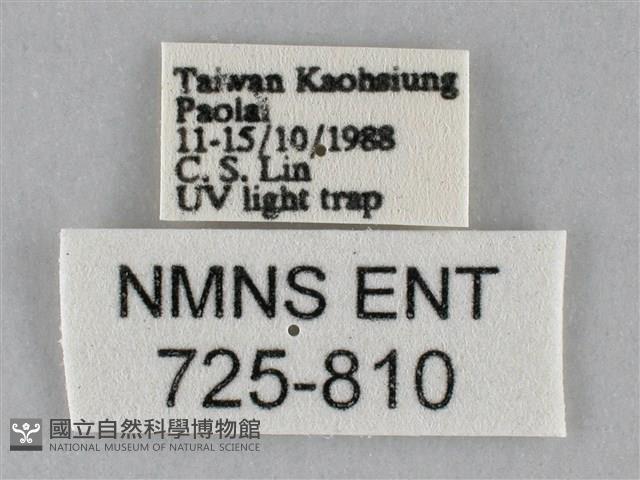 Taiwan Kaohsiung
Paolai
11-15/10/1988
C. S. Lin
UV light trap
NMNS ENT
725-810
國立自然科學博物館
NATIONAL MUSEUM OF NATURAL SCIENCE